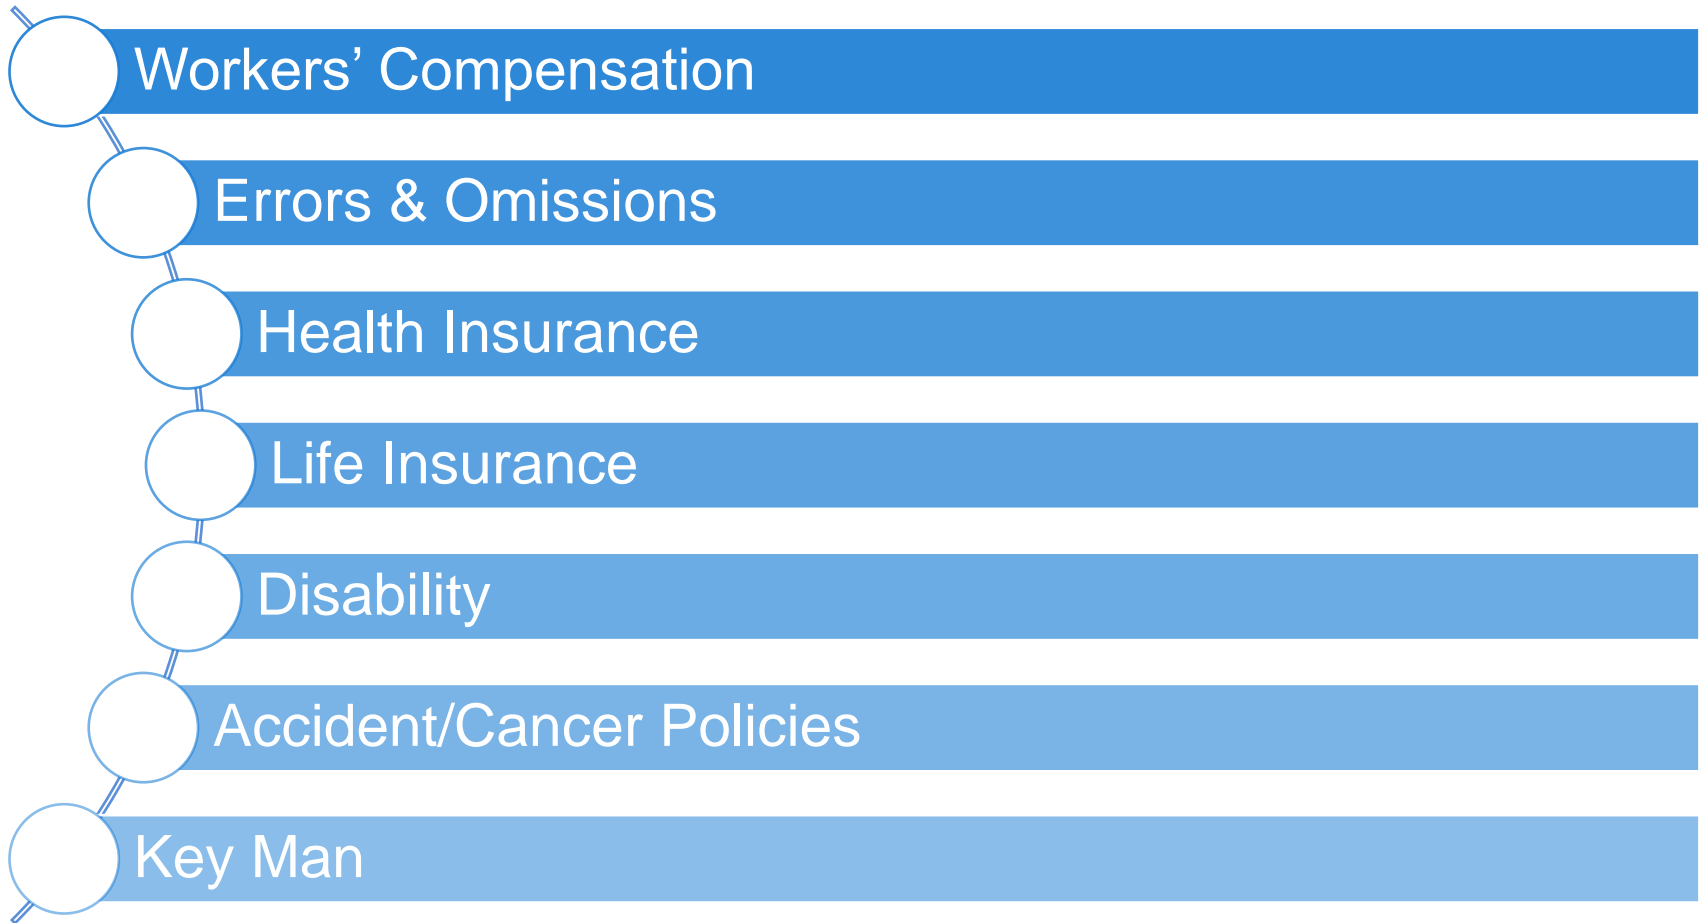 Workers’ Compensation
Errors & Omissions
Health Insurance
Life Insurance
Disability
Accident/Cancer Policies
Key Man